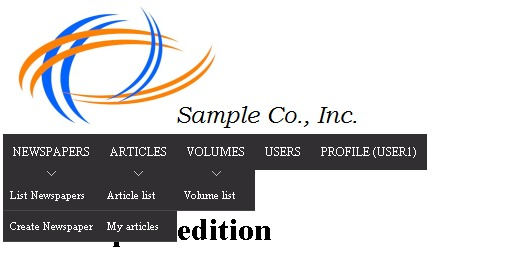 Sample Co., Inc.
NEWSPAPERS ARTICLES VOLUMES USERS PROFILE (USER1)
List Newspapers Article list Volume list
Create Newspaper My articles
edition